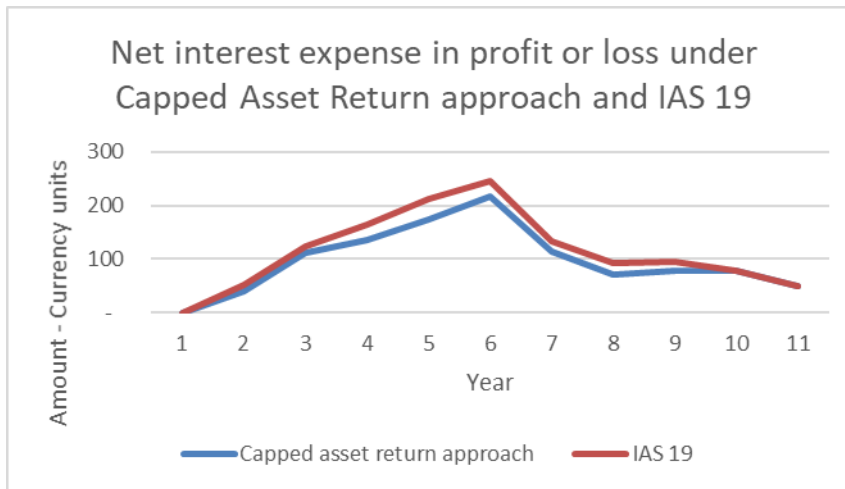 Net interest expense in profit or loss under
Capped Asset Return approach and IAS 19
Amount - Currency units
300
200
100
-
1 2 3 4 5 6 7 8 9 10 11
Year
Capped asset return approach IAS 19